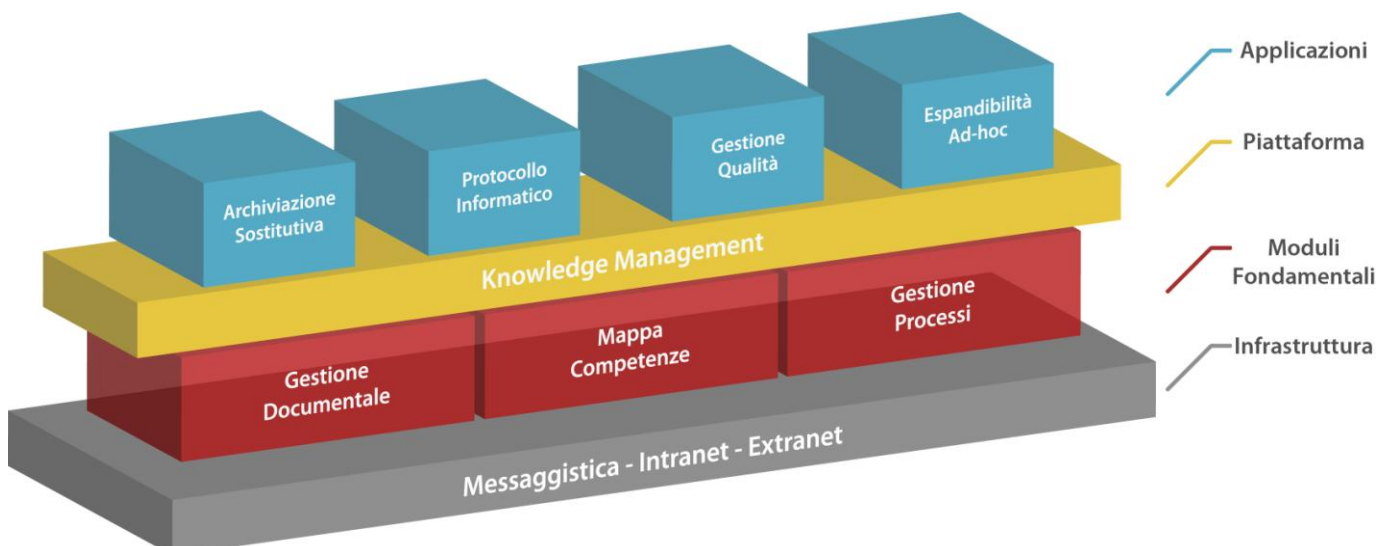 Archiviazione
Sostitutiva
Protocollo
Informatico
Gestione
Qualità
Espandibilità
Ad-hoc
Knowledge Management
Gestione
Documentale
Mappa
Competenze
Gestione
Processi
Messaggistica - Intranet - Extranet
Applicazioni
Piattaforma
Moduli
Fondamentali
Infrastruttura